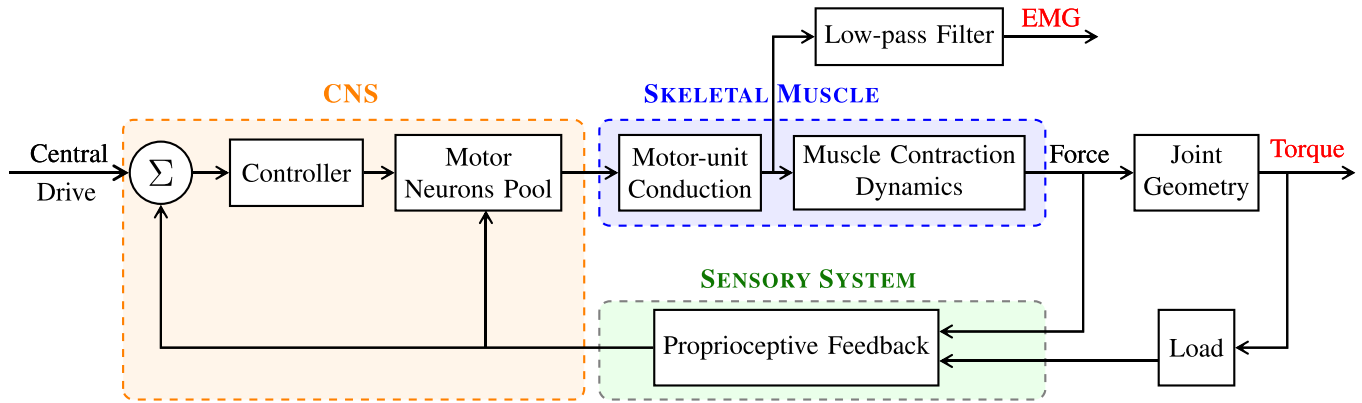 EMG
Low-pass Filter
CNS
SKELETAL MUSCLE
Central
Drive
Σ
Controller
Motor
Neurons Pool
Motor-unit
Conduction
Muscle Contraction
Dynamics
Force
Joint
Geometry
Torque
SENSORY SYSTEM
Proprioceptive Feedback
Load